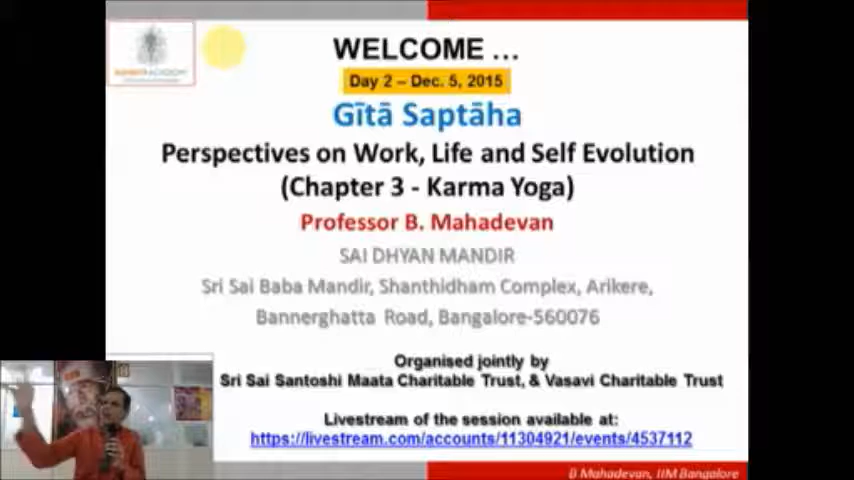 WELCOME ...
Day 2 – Dec. 5, 2015
Gītā Saptāha
Perspectives on Work, Life and Self Evolution
(Chapter 3 - Karma Yoga)
Professor B. Mahadevan
SAI DHYAN MANDIR
Sri Sai Baba Mandir, Shanthidham Complex, Arikere,
Bannerghatta Road, Bangalore-560076
Organised jointly by
Sri Sai Santoshi Maata Charitable Trust, & Vasavi Charitable Trust
Livestream of the session available at:
https://livestream.com/accounts/11304921/events/4537112
B Mahadevan, IIM Bangalore